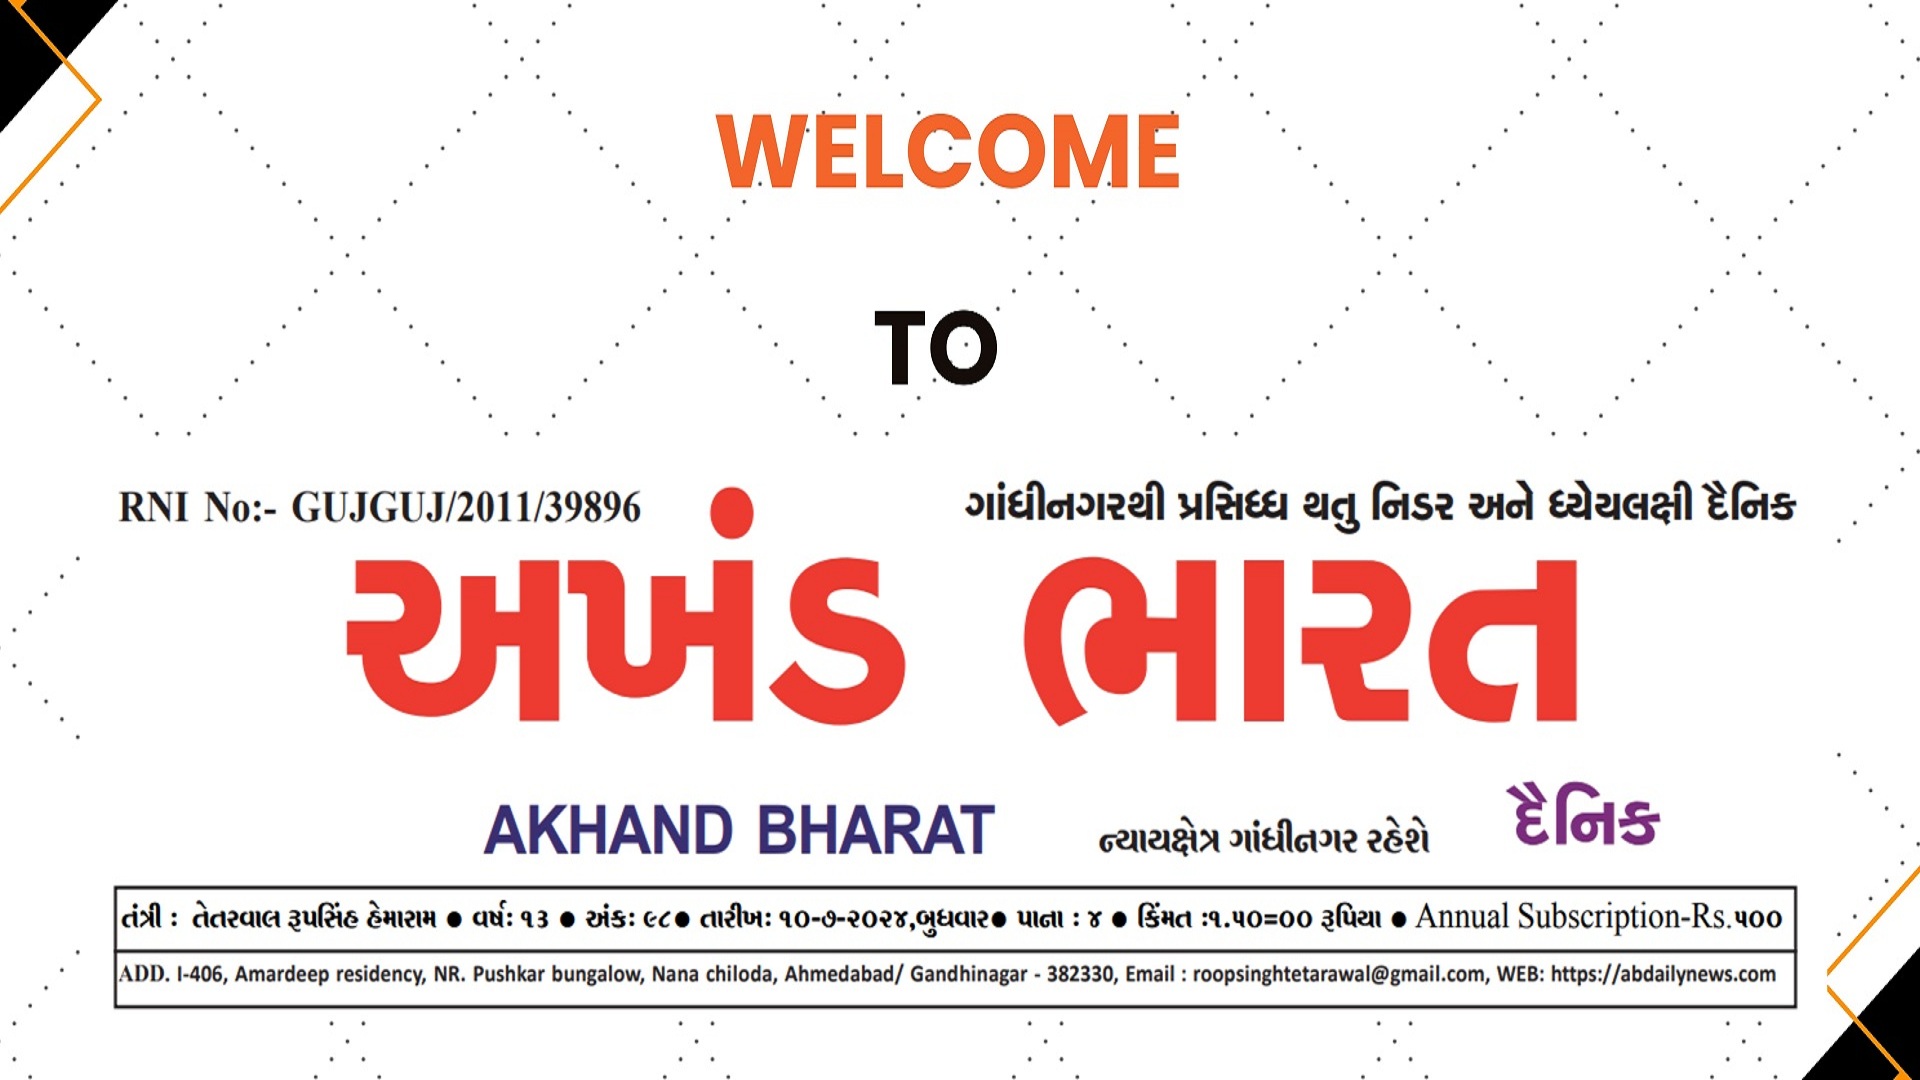 WELCOME
TO
RNI No:- GUJGUJ/2011/39896
ગાંધીનગરથી પ્રસિધ્ધ થતુ નિડર અને ધ્યેયલક્ષી દૈનિક
અખંડ ભારત
AKHAND BHARAT
ન્યાયક્ષેત્ર ગાંધીનગર રહેશે
દૈનિક
તંત્રી : તેતરવાલ રૂપસિંહ હેમારામ ● વર્ષ: ૧૩ ● અંક: ૯૮● તારીખ: ૧૦-૭-૨૦૨૪,બુધવાર● પાના : ૪ ● કિંમત :૧.૫૦=૦૦ રૂપિયા ● Annual Subscription-Rs.૫૦૦
ADD. I-406, Amardeep residency, NR. Pushkar bungalow, Nana chiloda, Ahmedabad/ Gandhinagar - 382330, Email : roopsinghtetarawal@gmail.com, WEB: https://abdailynews.com